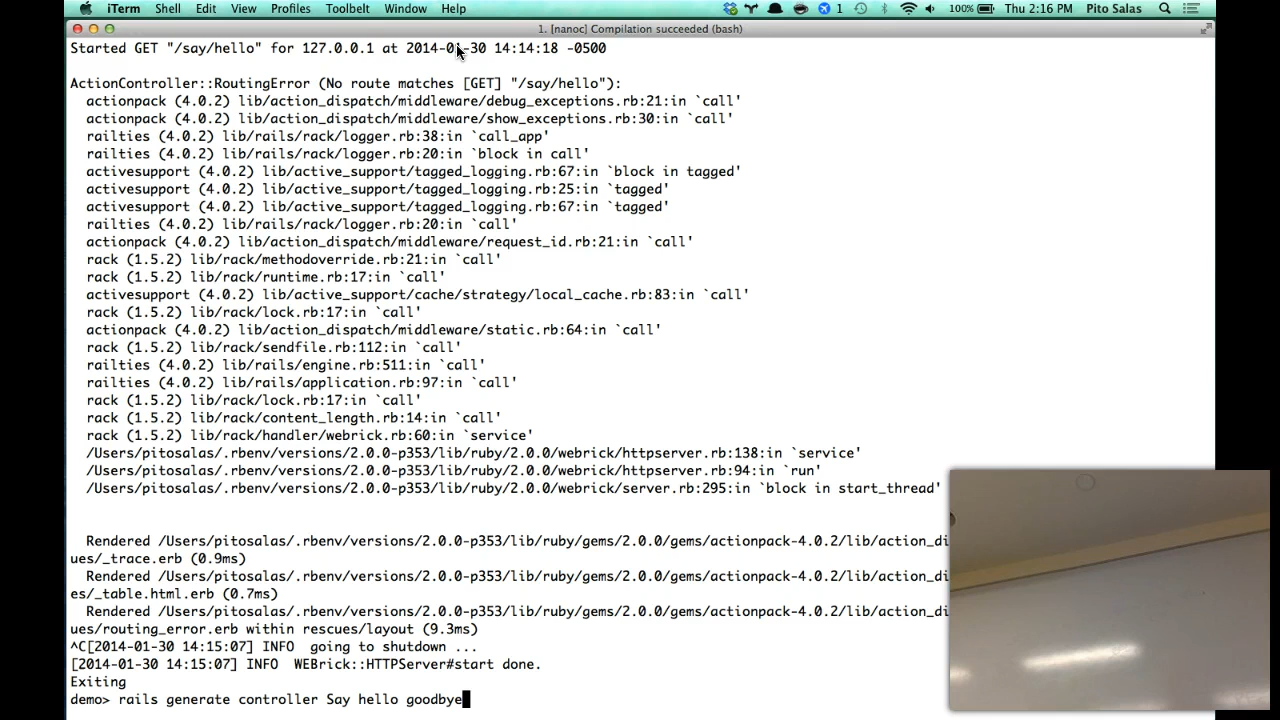 iTerm Shell Edit View Profiles Toolbelt Window Help 1 100% Thu 2:16 PM Pito Salas
1. [nanoc] Compilation succeeded (bash)
Started GET "/say/hello" for 127.0.0.1 at 2014-01-30 14:14:18 -0500
ActionController::RoutingError (No route matches [GET] "/say/hello"):
actionpack (4.0.2) lib/action_dispatch/middleware/debug_exceptions.rb:21:in `call'
actionpack (4.0.2) lib/action_dispatch/middleware/show_exceptions.rb:30:in `call'
railties (4.0.2) lib/rails/rack/logger.rb:38:in `call_app'
railties (4.0.2) lib/rails/rack/logger.rb:20:in `block in call'
activesupport (4.0.2) lib/active_support/tagged_logging.rb:67:in `block in tagged'
activesupport (4.0.2) lib/active_support/tagged_logging.rb:25:in `tagged'
activesupport (4.0.2) lib/active_support/tagged_logging.rb:67:in `tagged'
railties (4.0.2) lib/rails/rack/logger.rb:20:in `call'
actionpack (4.0.2) lib/action_dispatch/middleware/request_id.rb:21:in `call'
rack (1.5.2) lib/rack/methodoverride.rb:21:in `call'
rack (1.5.2) lib/rack/runtime.rb:17:in `call'
activesupport (4.0.2) lib/active_support/cache/strategy/local_cache.rb:83:in `call'
rack (1.5.2) lib/rack/lock.rb:17:in `call'
actionpack (4.0.2) lib/action_dispatch/middleware/static.rb:64:in `call'
rack (1.5.2) lib/rack/sendfile.rb:112:in `call'
railties (4.0.2) lib/rails/engine.rb:511:in `call'
railties (4.0.2) lib/rails/application.rb:97:in `call'
rack (1.5.2) lib/rack/lock.rb:17:in `call'
rack (1.5.2) lib/rack/content_length.rb:14:in `call'
rack (1.5.2) lib/rack/handler/webrick.rb:60:in `service'
/Users/pitosalas/.rbenv/versions/2.0.0-p353/lib/ruby/2.0.0/webrick/httpserver.rb:138:in `service'
/Users/pitosalas/.rbenv/versions/2.0.0-p353/lib/ruby/2.0.0/webrick/httpserver.rb:94:in `run'
/Users/pitosalas/.rbenv/versions/2.0.0-p353/lib/ruby/2.0.0/webrick/server.rb:295:in `block in start_thread'
Rendered /Users/pitosalas/.rbenv/versions/2.0.0-p353/lib/ruby/gems/2.0.0/gems/actionpack-4.0.2/lib/action_di
ues/_trace.erb (0.9ms)
Rendered /Users/pitosalas/.rbenv/versions/2.0.0-p353/lib/ruby/gems/2.0.0/gems/actionpack-4.0.2/lib/action_di
es/_table.html.erb (0.7ms)
Rendered /Users/pitosalas/.rbenv/versions/2.0.0-p353/lib/ruby/gems/2.0.0/gems/actionpack-4.0.2/lib/action_di
ues/routing_error.erb within rescues/layout (9.3ms)
^C[2014-01-30 14:15:07] INFO going to shutdown ...
[2014-01-30 14:15:07] INFO WEBrick::HTTPServer#start done.
Exiting
demo> rails generate controller Say hello goodbye